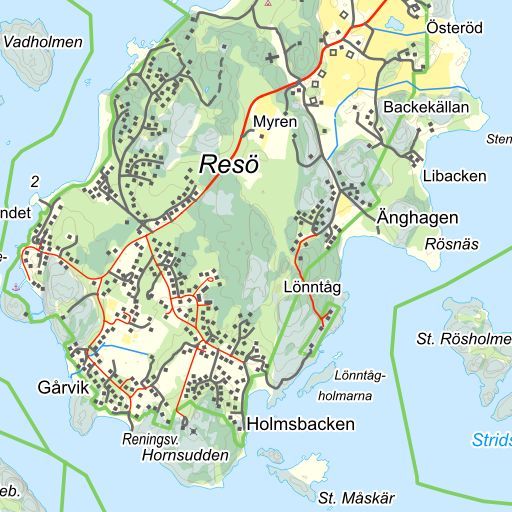 Vadholmen
Österöd
Backekällan
Myren
Sten
Resö
Libacken
2
ndet
Änghagen
Rösnäs
Lönntåg
St. Rösholme
Gårvik
Lönntåg-
holmarna
Holmsbacken
Reningsv.
Hornsudden
Strids
eb.
St. Måskär